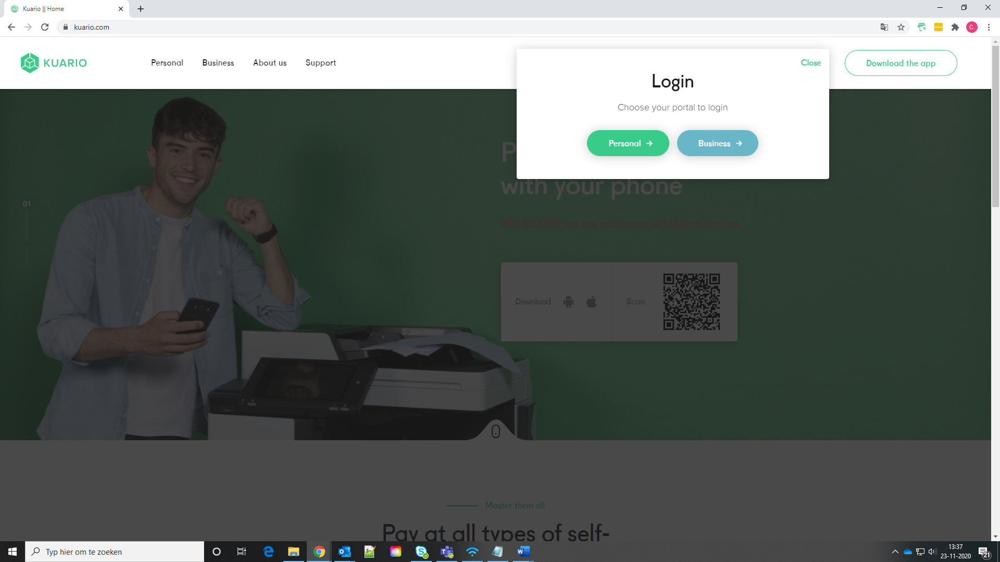 Kuario || Home
kuario.com
C.
KUARIO
Personal
Business
About us
Support
Close
Download the app
Login
Choose your portal to login
Personal →
Business →
P
with your phone
With KUARIO you can master any self-service machine
01
Download
Scan
Master them all
Pay at all types of self-
Typ hier om te zoeken
13:37
23-11-2020
21